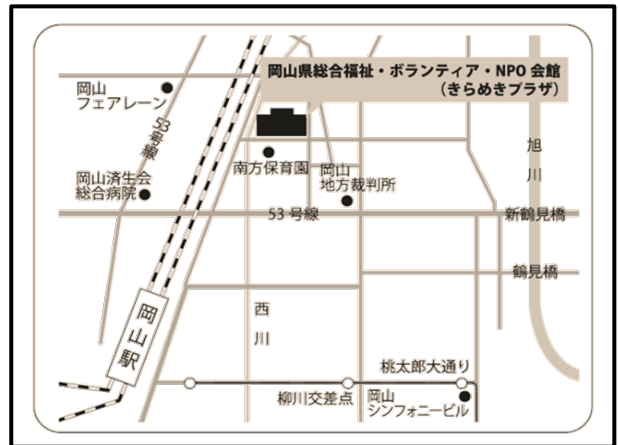 岡山県総合福祉・ボランティア・NPO 会館
（きらめきプラザ）
岡山
フェアレーン
53号線
旭川
南方保育園
岡山
地方裁判所
岡山済生会
総合病院
53 号線
新鶴見橋
鶴見橋
西川
岡山駅
桃太郎大通り
柳川交差点
岡山
シンフォニービル